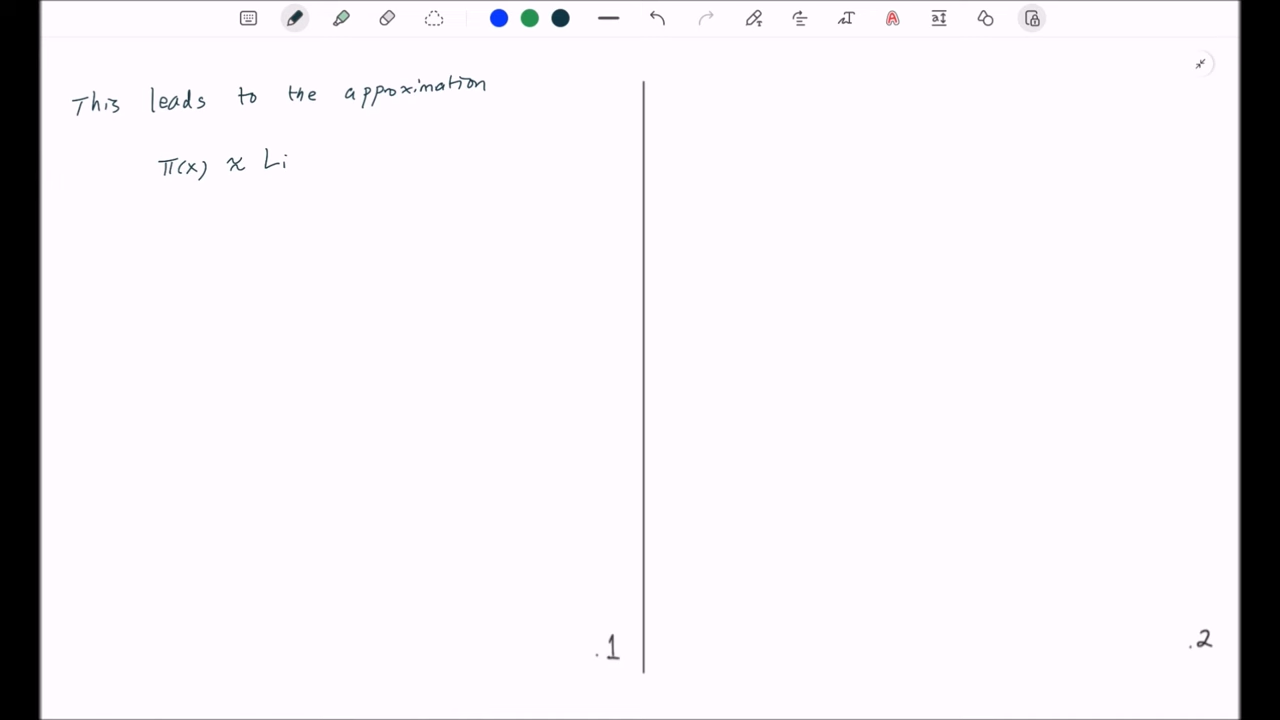 This leads to the approximation
π(x) ≈ Li
.1
.2